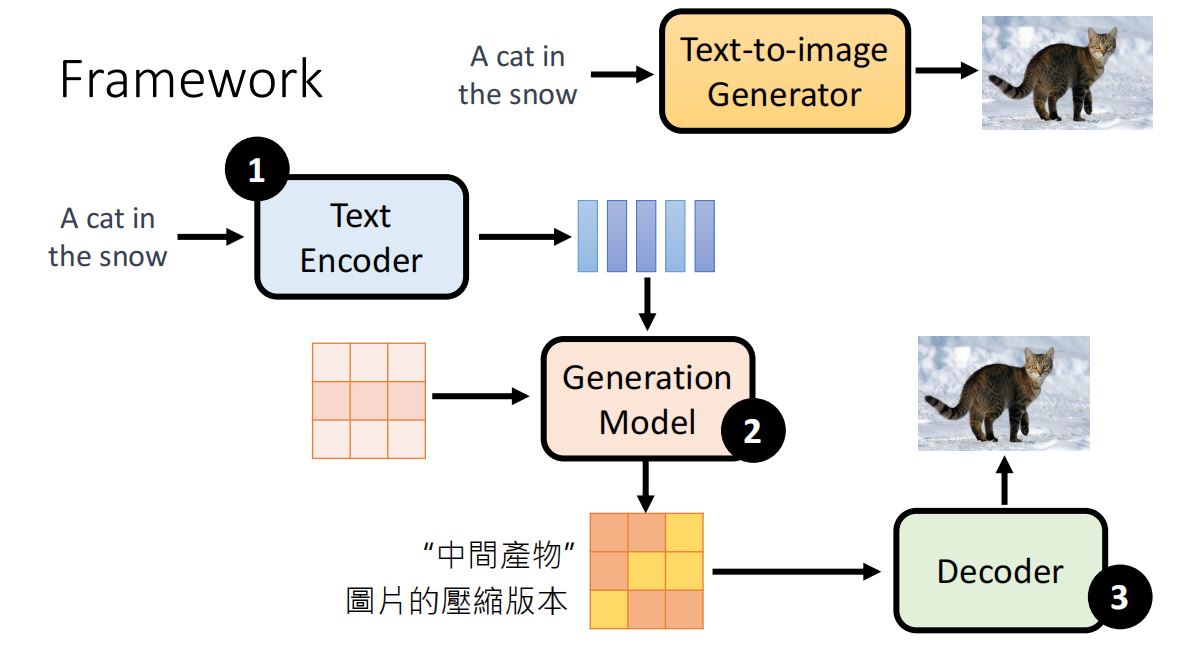 Framework
A cat in
the snow
Text-to-image
Generator
1
A cat in
the snow
Text
Encoder
Generation
Model
2
“中間產物”
圖片的壓縮版本
Decoder
3